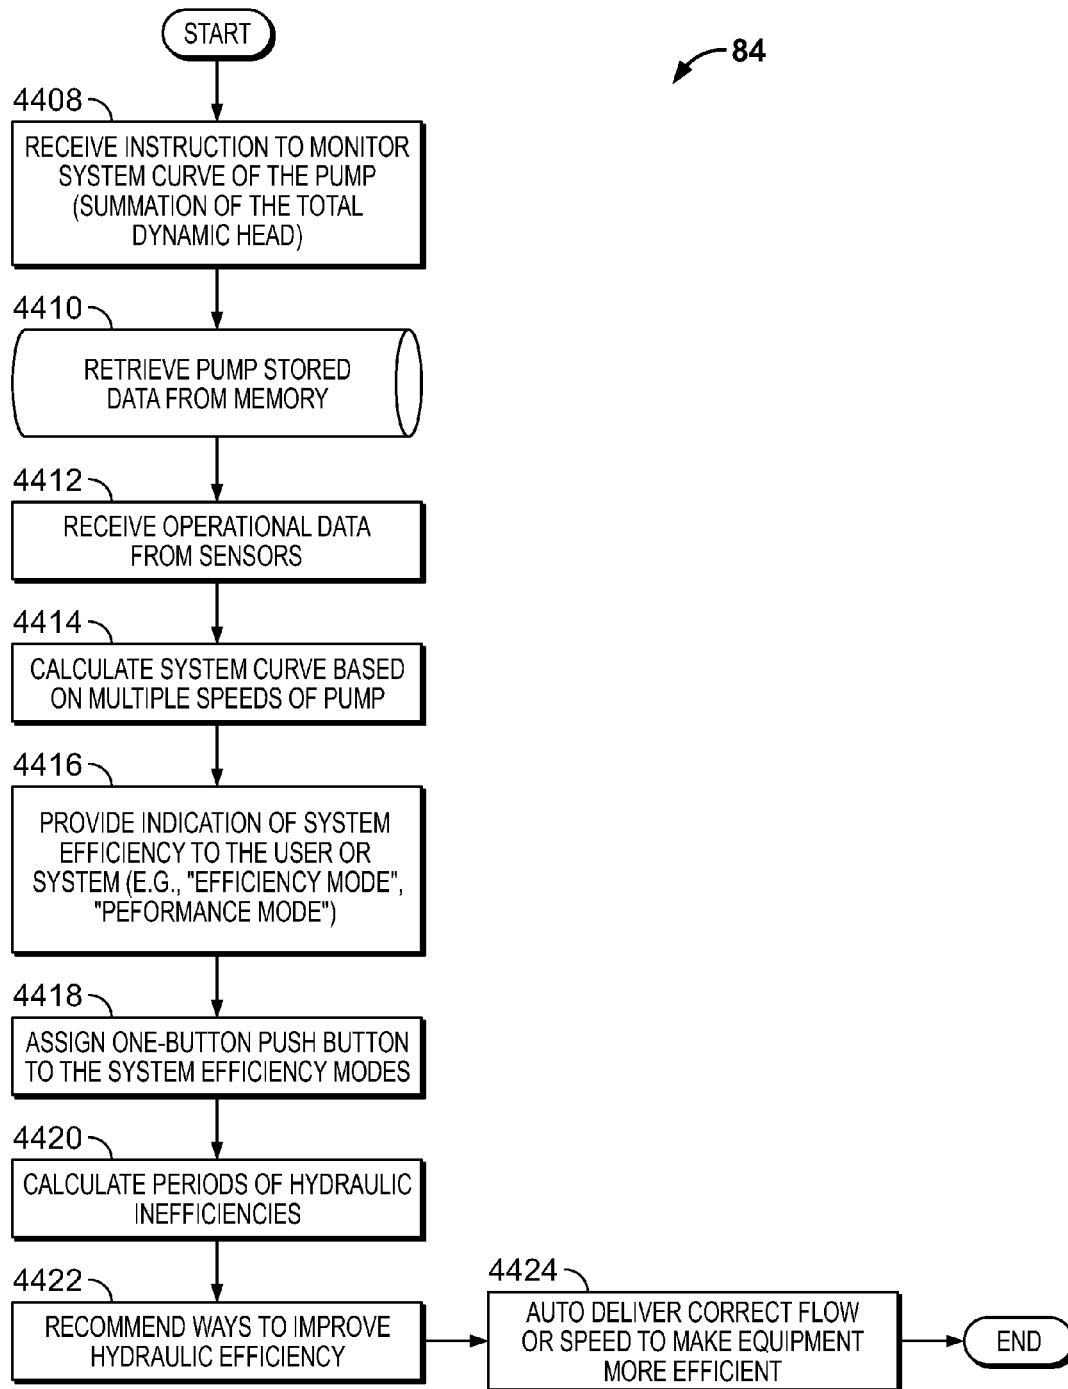 START
84
4408
RECEIVE INSTRUCTION TO MONITOR
SYSTEM CURVE OF THE PUMP
(SUMMATION OF THE TOTAL
DYNAMIC HEAD)
4410
RETRIEVE PUMP STORED
DATA FROM MEMORY
4412
RECEIVE OPERATIONAL DATA
FROM SENSORS
4414
CALCULATE SYSTEM CURVE BASED
ON MULTIPLE SPEEDS OF PUMP
4416
PROVIDE INDICATION OF SYSTEM
EFFICIENCY TO THE USER OR
SYSTEM (E.G., "EFFICIENCY MODE",
"PEFORMANCE MODE")
4418
ASSIGN ONE-BUTTON PUSH BUTTON
TO THE SYSTEM EFFICIENCY MODES
4420
CALCULATE PERIODS OF HYDRAULIC
INEFFICIENCIES
4422
RECOMMEND WAYS TO IMPROVE
HYDRAULIC EFFICIENCY
4424
AUTO DELIVER CORRECT FLOW
OR SPEED TO MAKE EQUIPMENT
MORE EFFICIENT
END